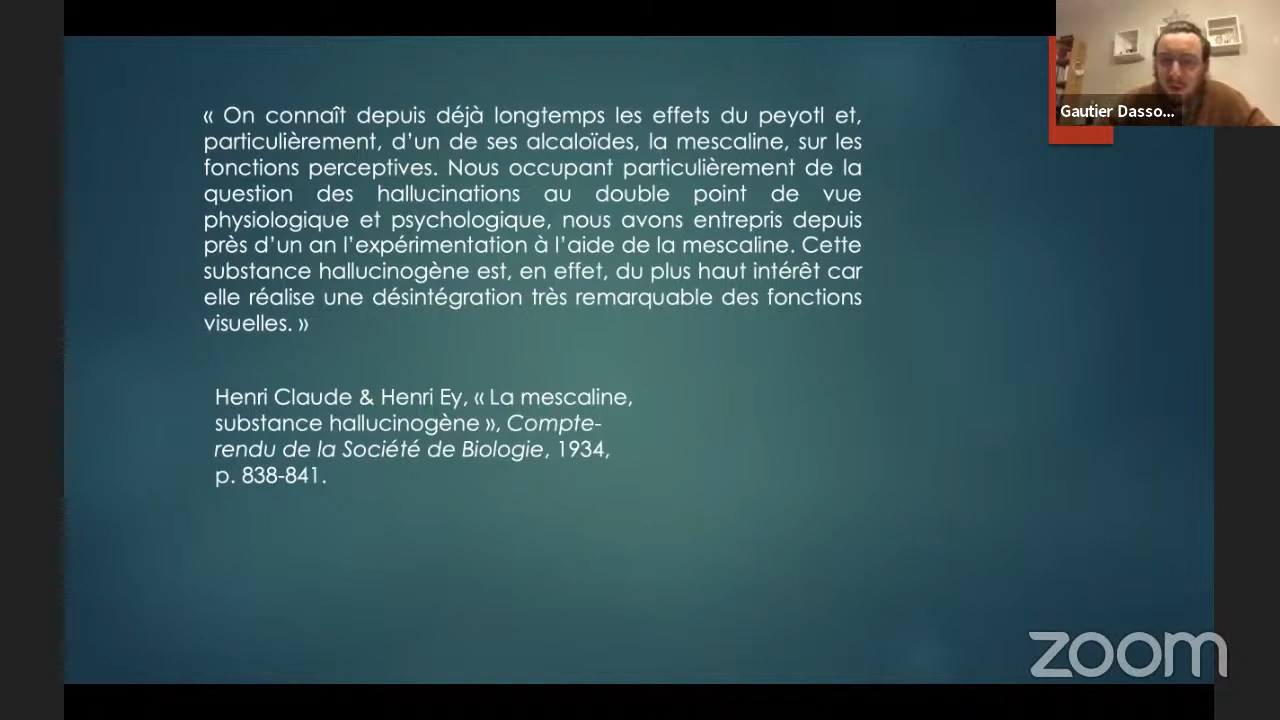 « On connaît depuis déjà longtemps les effets du peyotl et,
particulièrement, d’un de ses alcaloïdes, la mescaline, sur les
fonctions perceptives. Nous occupant particulièrement de la
question des hallucinations au double point de vue
physiologique et psychologique, nous avons entrepris depuis
près d’un an l’expérimentation à l’aide de la mescaline. Cette
substance hallucinogène est, en effet, du plus haut intérêt car
elle réalise une désintégration très remarquable des fonctions
visuelles. »
Henri Claude & Henri Ey, « La mescaline,
substance hallucinogène », Compte-
rendu de la Société de Biologie, 1934,
p. 838-841.
Gautier Dasso...
zoom